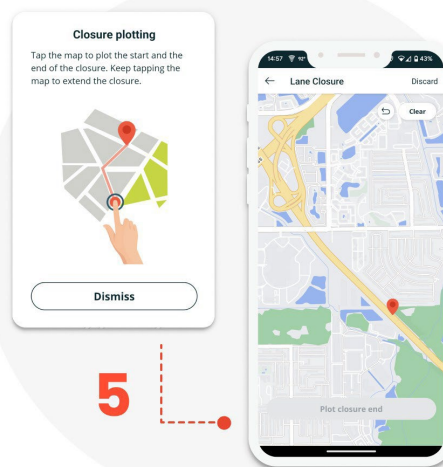 Closure plotting
Tap the map to plot the start and the
end of the closure. Keep tapping the
map to extend the closure.
Dismiss
5
14:57 92° 43%
← Lane Closure Discard
Clear
Plot closure end